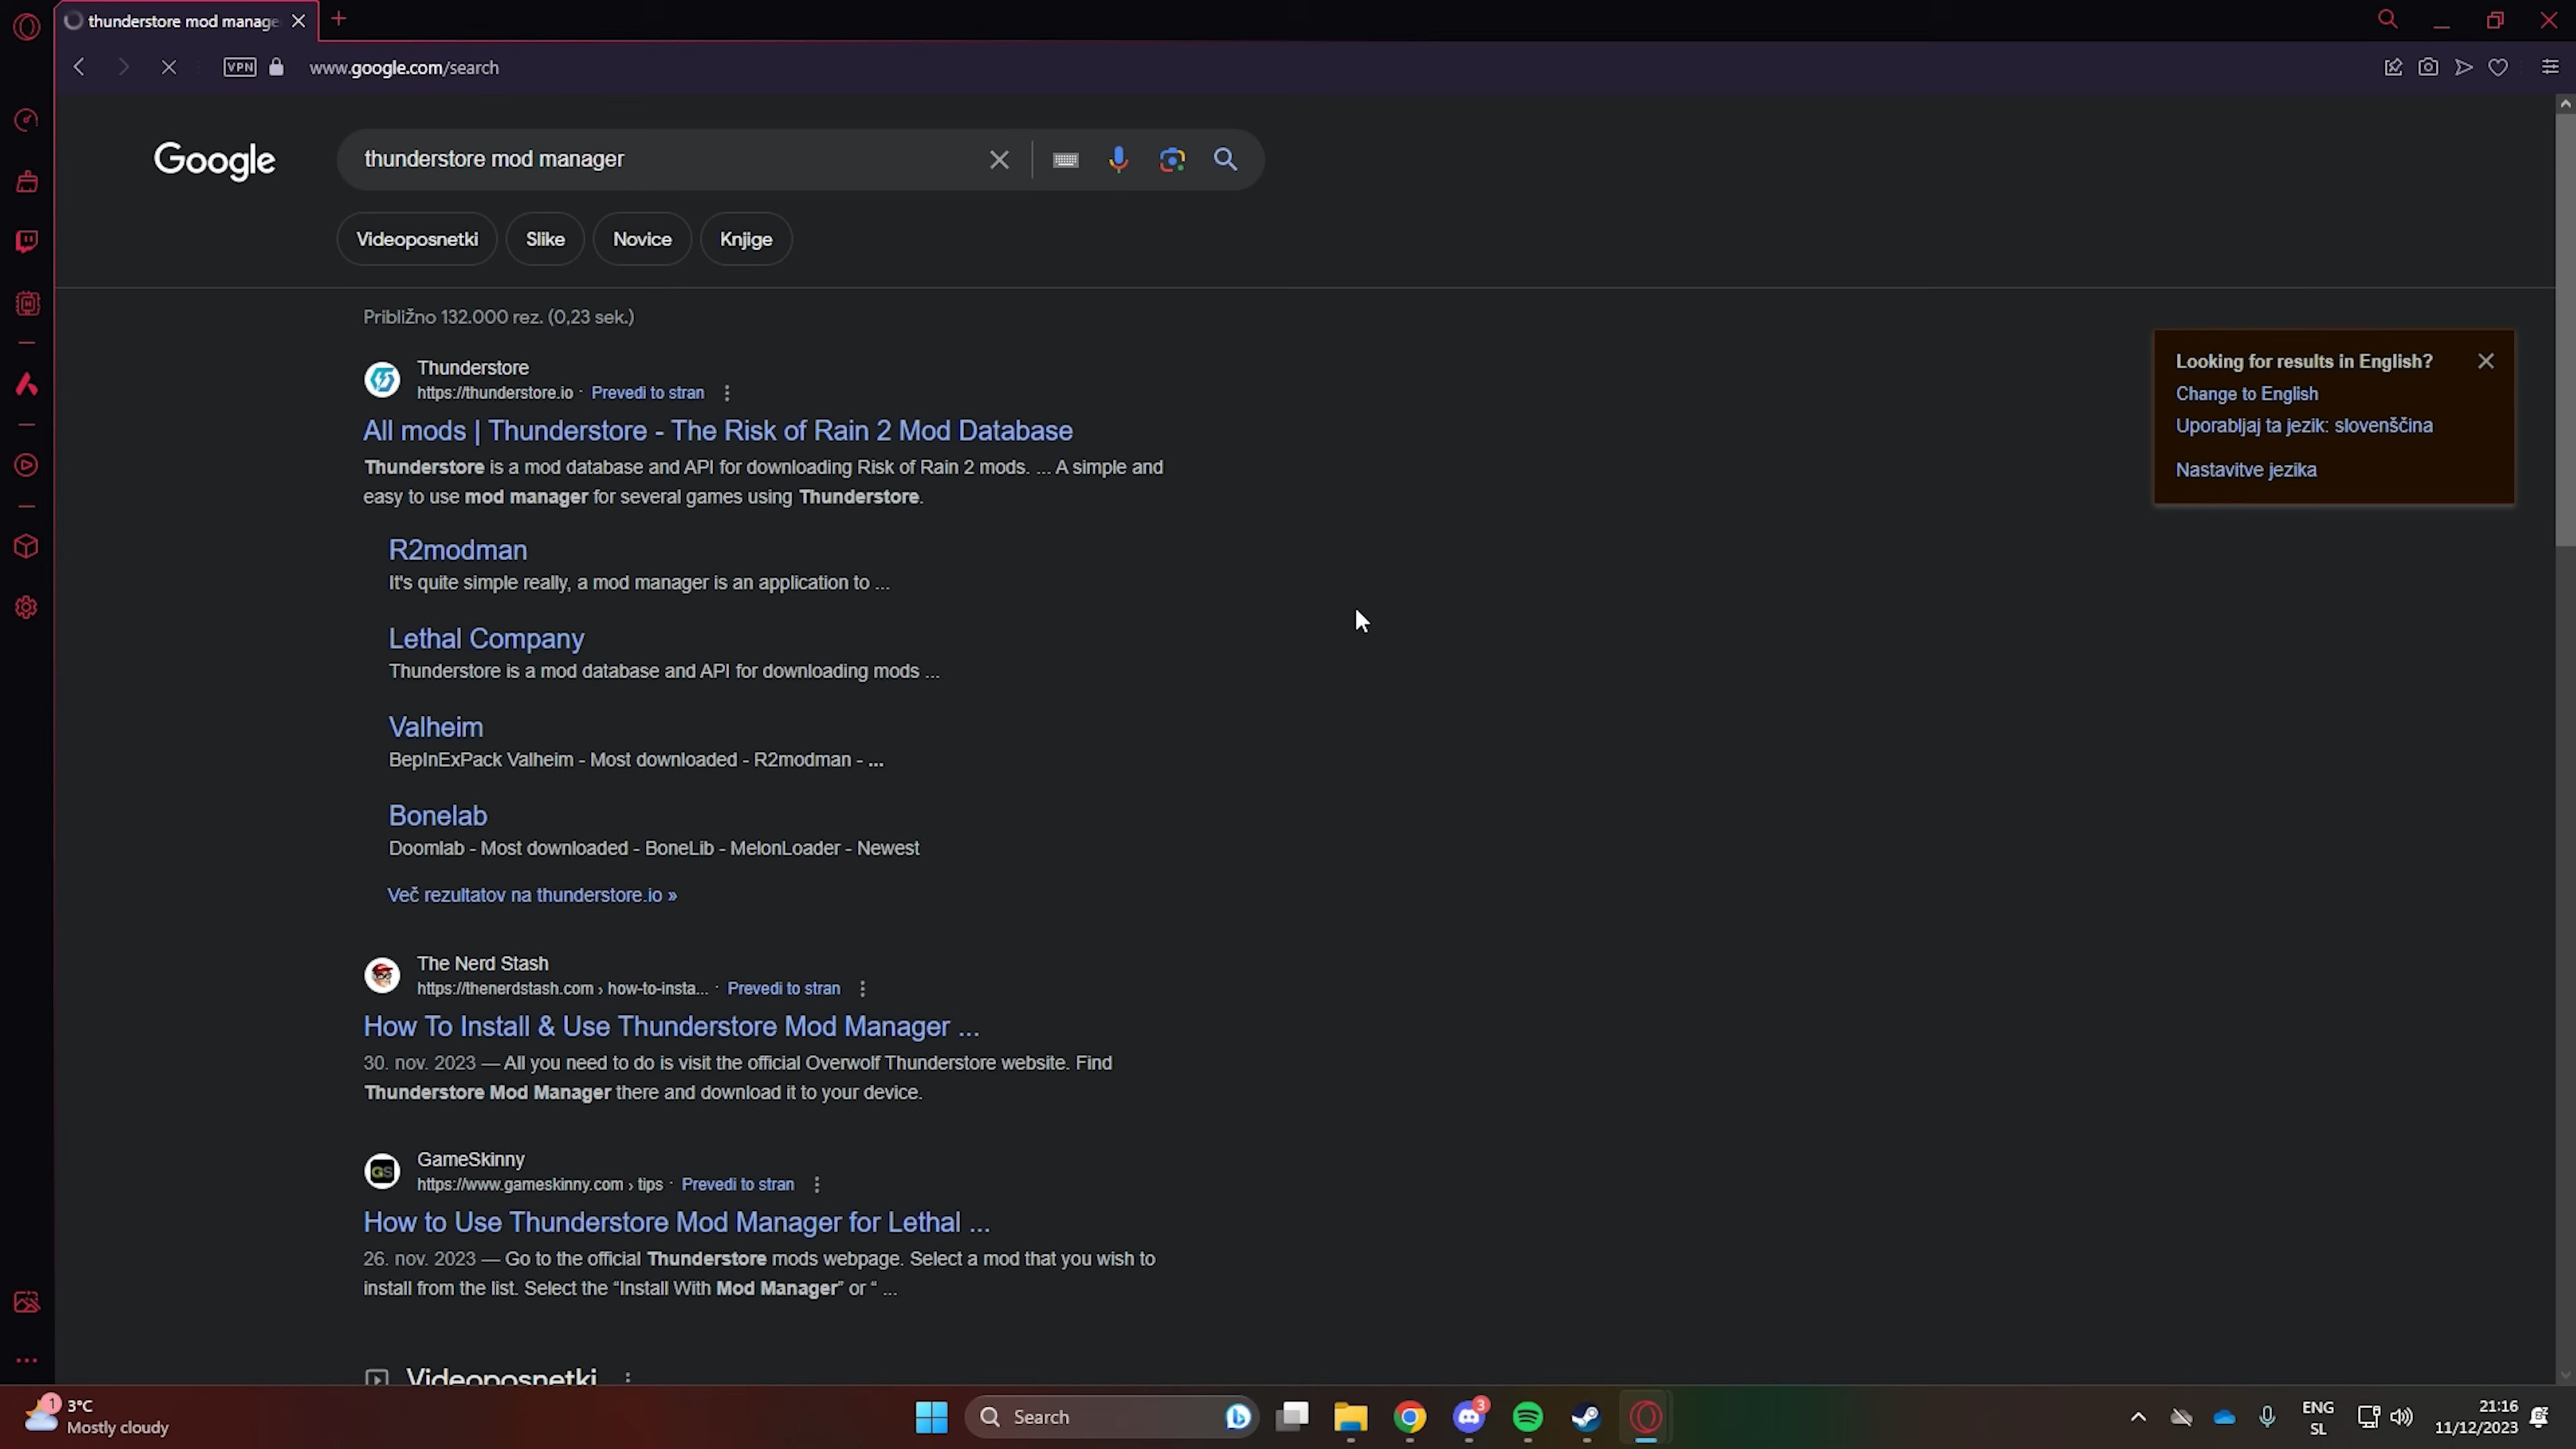 thunderstore mod manage
VPN
www.google.com/search
Google
thunderstore mod manager
Videoposnetki
Slike
Novice
Knjige
Približno 132.000 rez. (0,23 sek.)
Thunderstore
https://thunderstore.io · Prevedi to stran
All mods | Thunderstore - The Risk of Rain 2 Mod Database
Thunderstore is a mod database and API for downloading Risk of Rain 2 mods. ... A simple and
easy to use mod manager for several games using Thunderstore.
R2modman
It's quite simple really, a mod manager is an application to ...
Lethal Company
Thunderstore is a mod database and API for downloading mods ...
Valheim
BepInExPack Valheim - Most downloaded - R2modman - ...
Bonelab
Doomlab - Most downloaded - BoneLib - MelonLoader - Newest
Več rezultatov na thunderstore.io »
The Nerd Stash
https://thenerdstash.com › how-to-insta... · Prevedi to stran
How To Install & Use Thunderstore Mod Manager ...
30. nov. 2023 — All you need to do is visit the official Overwolf Thunderstore website. Find
Thunderstore Mod Manager there and download it to your device.
GameSkinny
GS
https://www.gameskinny.com › tips · Prevedi to stran
How to Use Thunderstore Mod Manager for Lethal ...
26. nov. 2023 — Go to the official Thunderstore mods webpage. Select a mod that you wish to
install from the list. Select the “Install With Mod Manager” or “ ...
Videoposnetki
Looking for results in English?
Change to English
Uporabljaj ta jezik: slovenščina
Nastavitve jezika
1
3°C
Mostly cloudy
Search
3
ENG
SL
21:16
11/12/2023